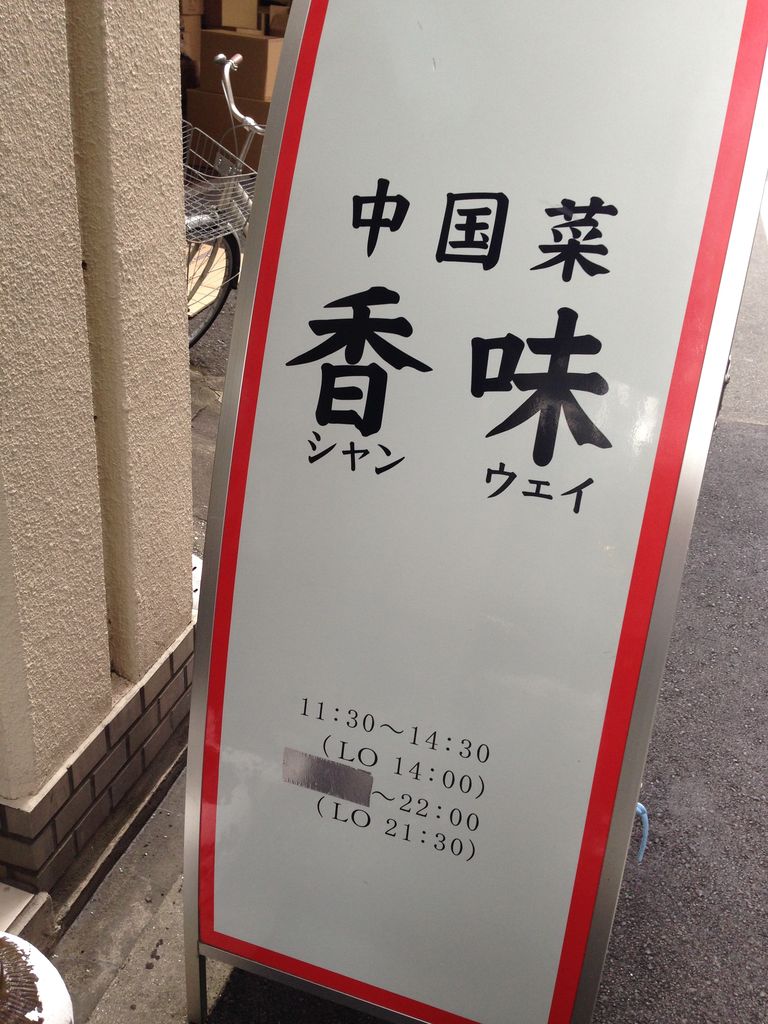 中国菜
香味
シャン ウェイ
11:30〜14:30
(LO 14:00)
〜22:00
(LO 21:30)